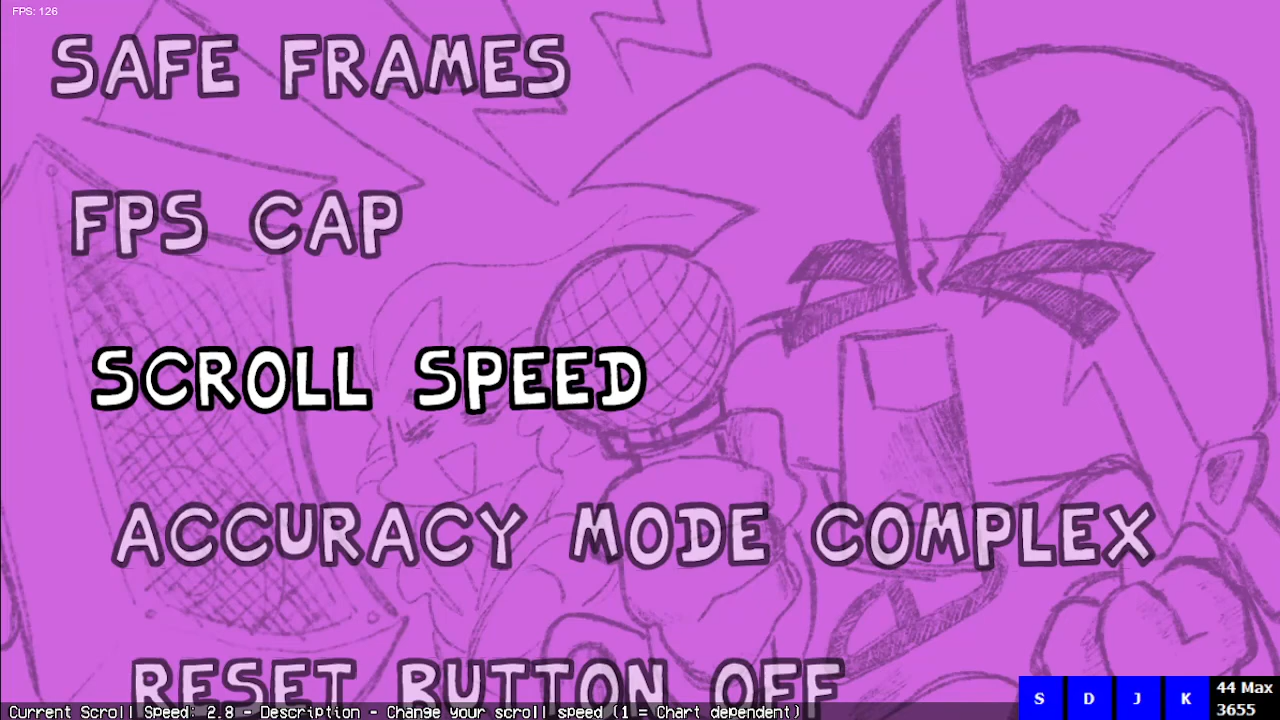 FPS: 126
SAFE FRAMES
FPS CAP
SCROLL SPEED
ACCURACY MODE COMPLEX
RESET BUTTON OFF
Current Scroll Speed: 2.8 - Description - Change your scroll speed (1 = Chart dependent)
S D J K
44 Max
3655